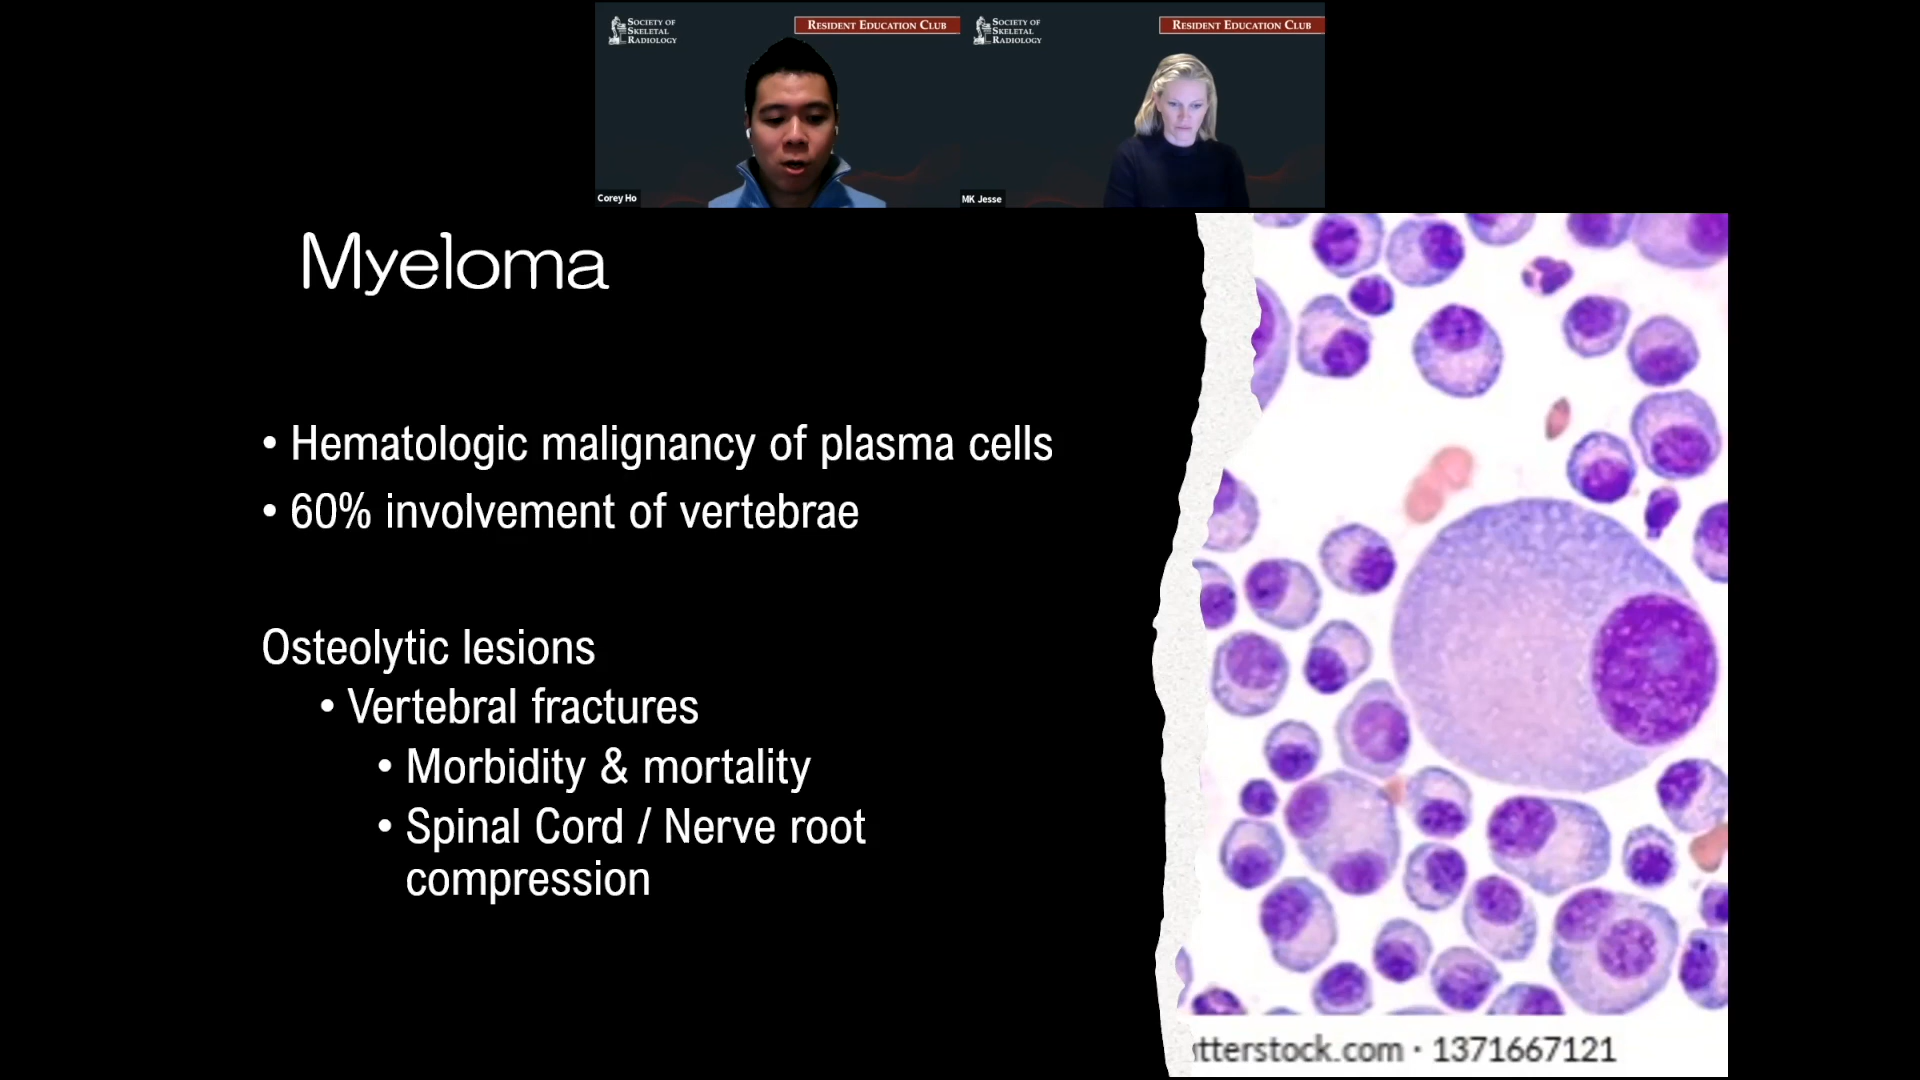 SOCIETY OF
SKELETAL
RADIOLOGY
RESIDENT EDUCATION CLUB
Corey Ho
SOCIETY OF
SKELETAL
RADIOLOGY
RESIDENT EDUCATION CLUB
MK Jesse
Myeloma
• Hematologic malignancy of plasma cells
• 60% involvement of vertebrae
Osteolytic lesions
• Vertebral fractures
• Morbidity & mortality
• Spinal Cord / Nerve root
compression
tterstock.com · 1371667121